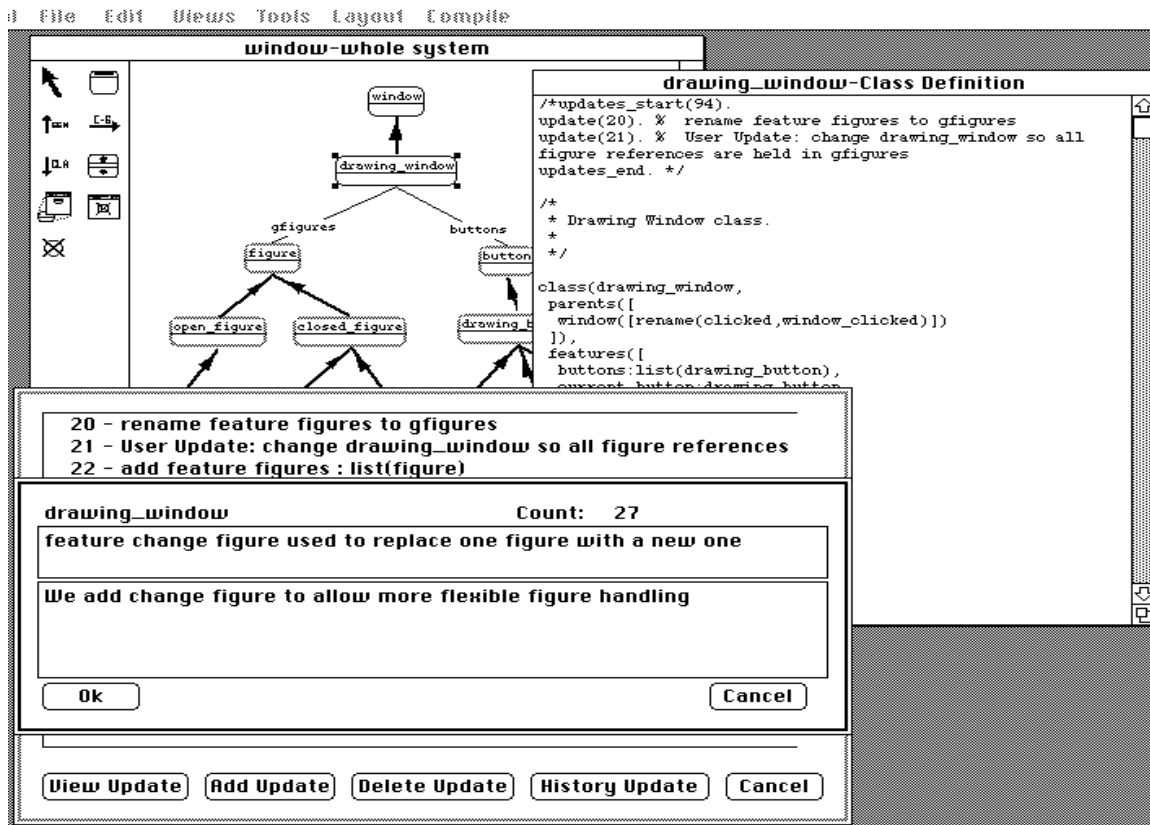 File Edit Views Tools Layout Compile
window-whole system
window
drawing_window
gfigures
buttons
figure
button
open_figure
closed_figure
C-S
drawing_window-Class Definition
/*updates_start(94).
update(20). % rename feature figures to gfigures
update(21). % User Update: change drawing_window so all
figure references are held in gfigures
updates_end. */
/*
* Drawing Window class.
*
*/
class(drawing_window,
parents([
window([rename(clicked,window_clicked)])
]),
features([
buttons:list(drawing_button),
current_button:drawing_button
20 - rename feature figures to gfigures
21 - User Update: change drawing_window so all figure references
22 - add feature figures : list(figure)
drawing_window Count: 27
feature change figure used to replace one figure with a new one
We add change figure to allow more flexible figure handling
Ok Cancel
View Update Add Update Delete Update History Update Cancel